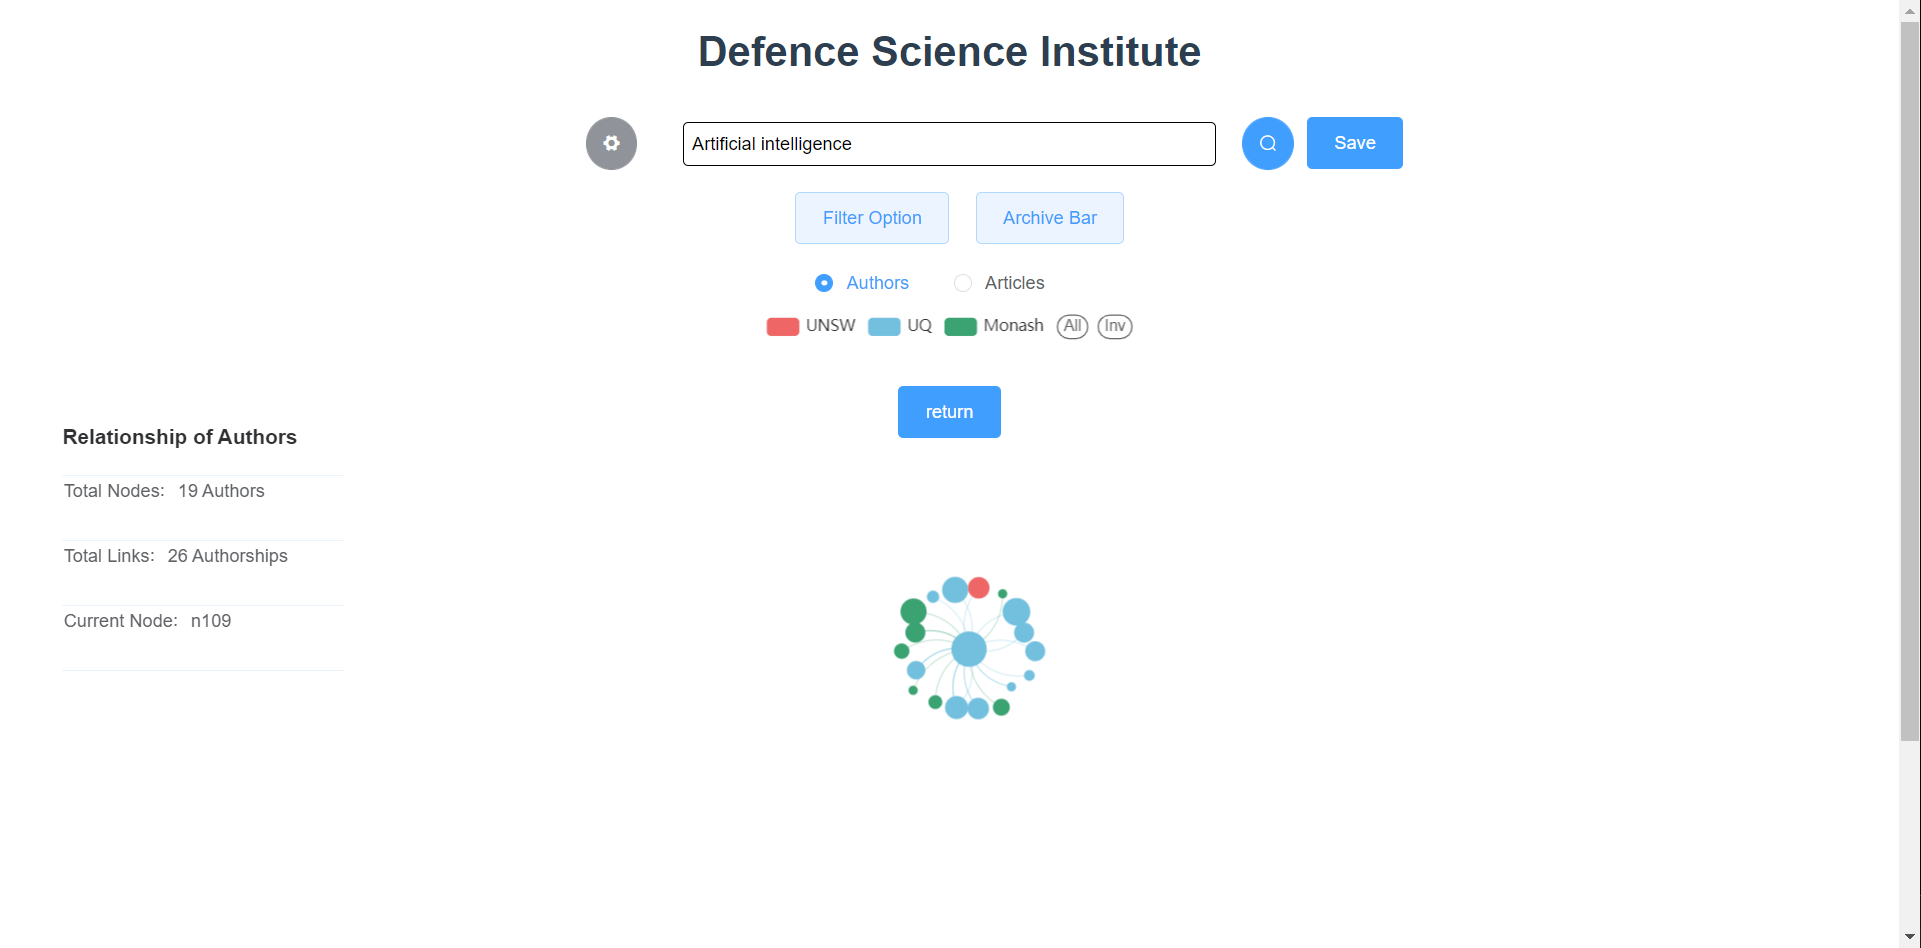 Defence Science Institute
Artificial intelligence
Save
Filter Option
Archive Bar
Authors
Articles
UNSW
UQ
Monash
All
Inv
return
Relationship of Authors
Total Nodes: 19 Authors
Total Links: 26 Authorships
Current Node: n109